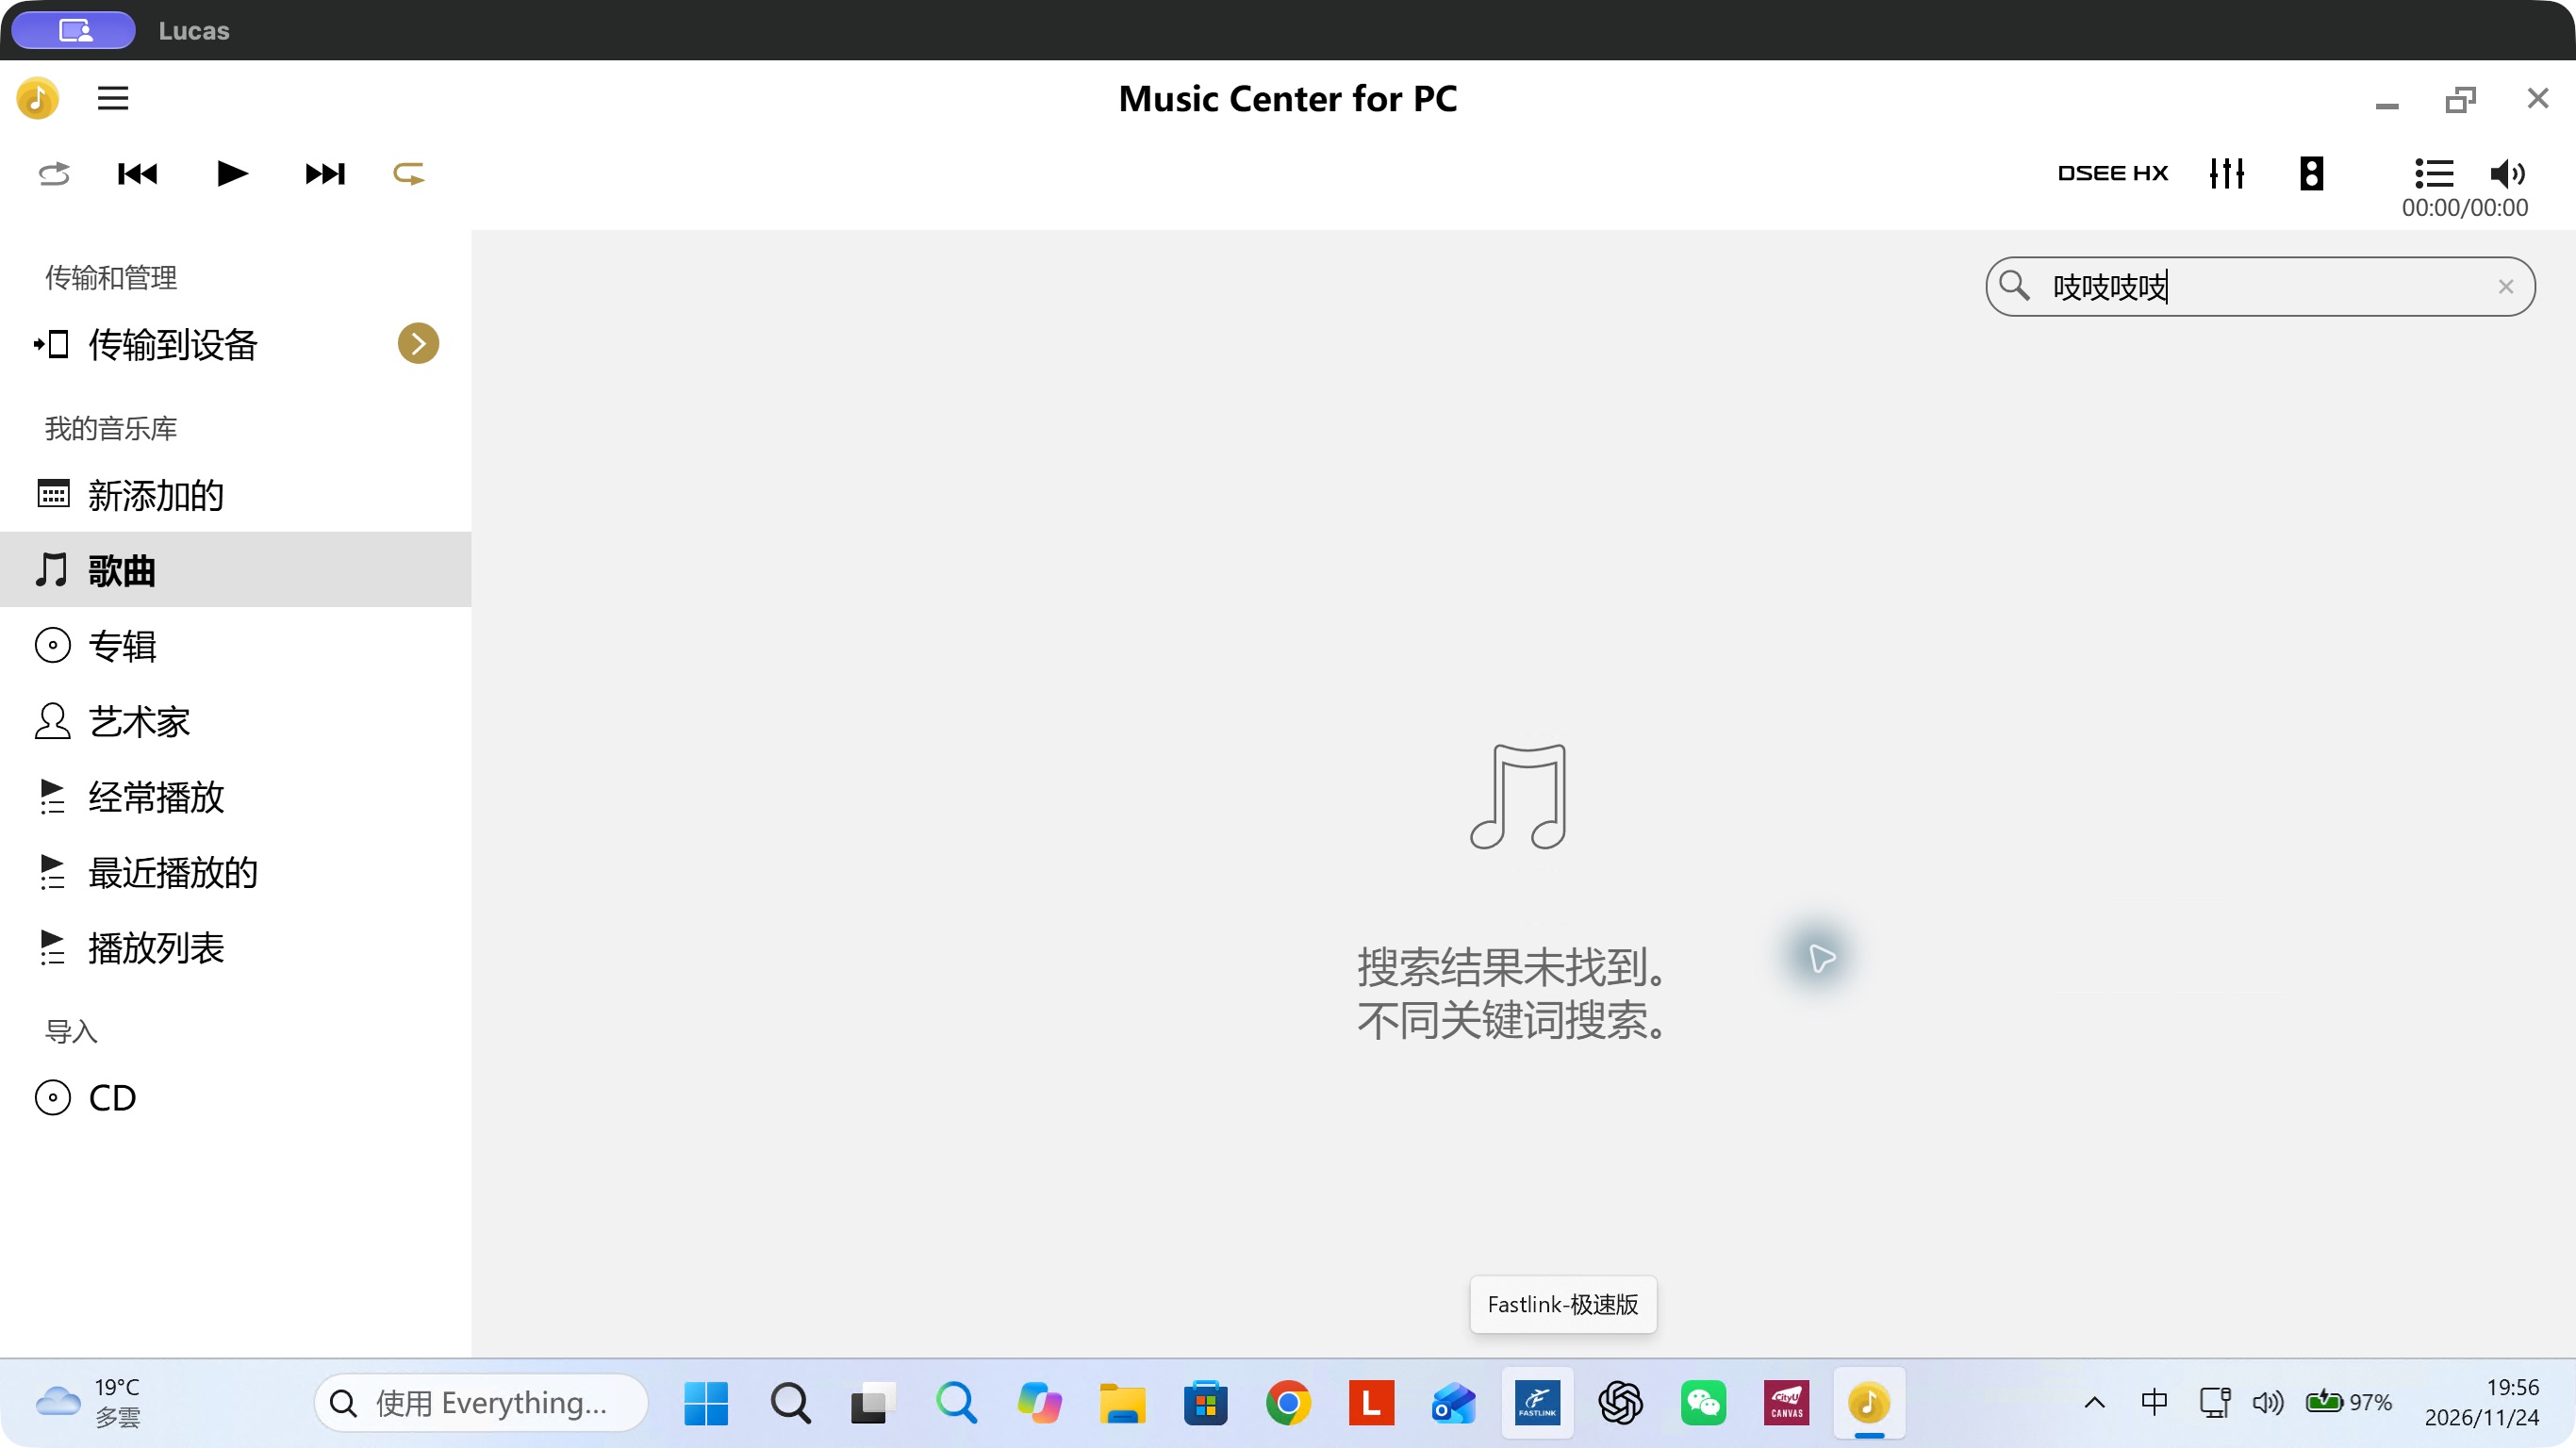 Lucas
Music Center for PC
DSEE HX
00:00/00:00
传输和管理
传输到设备
我的音乐库
新添加的
歌曲
专辑
艺术家
经常播放
最近播放的
播放列表
导入
CD
吱吱吱吱
搜索结果未找到。
不同关键词搜索。
Fastlink-极速版
19°C
多雲
使用 Everything...
L
O
FASTLINK
CityU
CANVAS
中
97%
19:56
2026/11/24